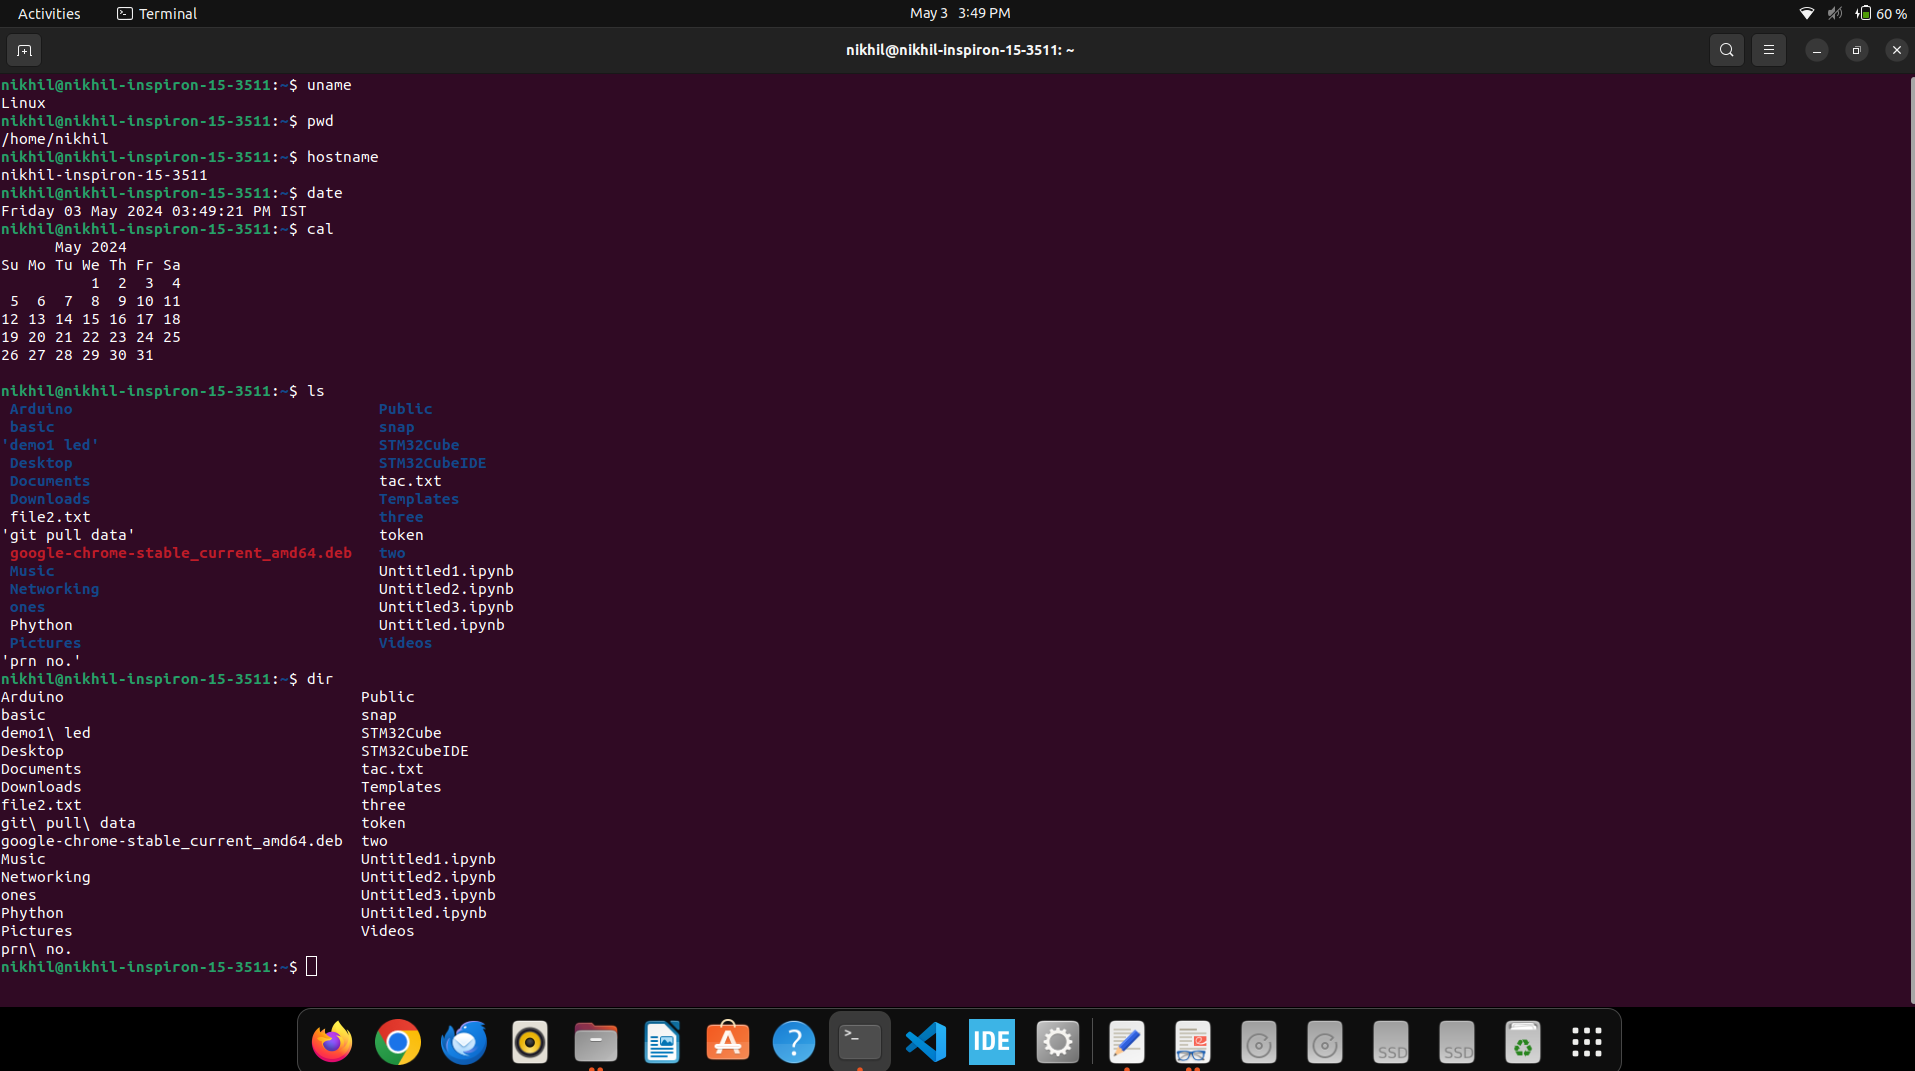 Activities Terminal May 3 3:49 PM 60 %
nikhil@nikhil-inspiron-15-3511: ~
nikhil@nikhil-inspiron-15-3511:~$ uname
Linux
nikhil@nikhil-inspiron-15-3511:~$ pwd
/home/nikhil
nikhil@nikhil-inspiron-15-3511:~$ hostname
nikhil-inspiron-15-3511
nikhil@nikhil-inspiron-15-3511:~$ date
Friday 03 May 2024 03:49:21 PM IST
nikhil@nikhil-inspiron-15-3511:~$ cal
      May 2024
Su Mo Tu We Th Fr Sa
          1  2  3  4
 5  6  7  8  9 10 11
12 13 14 15 16 17 18
19 20 21 22 23 24 25
26 27 28 29 30 31
nikhil@nikhil-inspiron-15-3511:~$ ls
 Arduino                                  Public
 basic                                    snap
'demo1 led'                               STM32Cube
 Desktop                                  STM32CubeIDE
 Documents                                tac.txt
 Downloads                                Templates
 file2.txt                                three
'git pull data'                           token
 google-chrome-stable_current_amd64.deb   two
 Music                                    Untitled1.ipynb
 Networking                               Untitled2.ipynb
 ones                                     Untitled3.ipynb
 Phython                                  Untitled.ipynb
 Pictures                                 Videos
'prn no.'
nikhil@nikhil-inspiron-15-3511:~$ dir
Arduino                                 Public
basic                                   snap
demo1\ led                              STM32Cube
Desktop                                 STM32CubeIDE
Documents                               tac.txt
Downloads                               Templates
file2.txt                               three
git\ pull\ data                         token
google-chrome-stable_current_amd64.deb  two
Music                                   Untitled1.ipynb
Networking                              Untitled2.ipynb
ones                                    Untitled3.ipynb
Phython                                 Untitled.ipynb
Pictures                                Videos
prn\ no.
nikhil@nikhil-inspiron-15-3511:~$
IDE SSD SSD